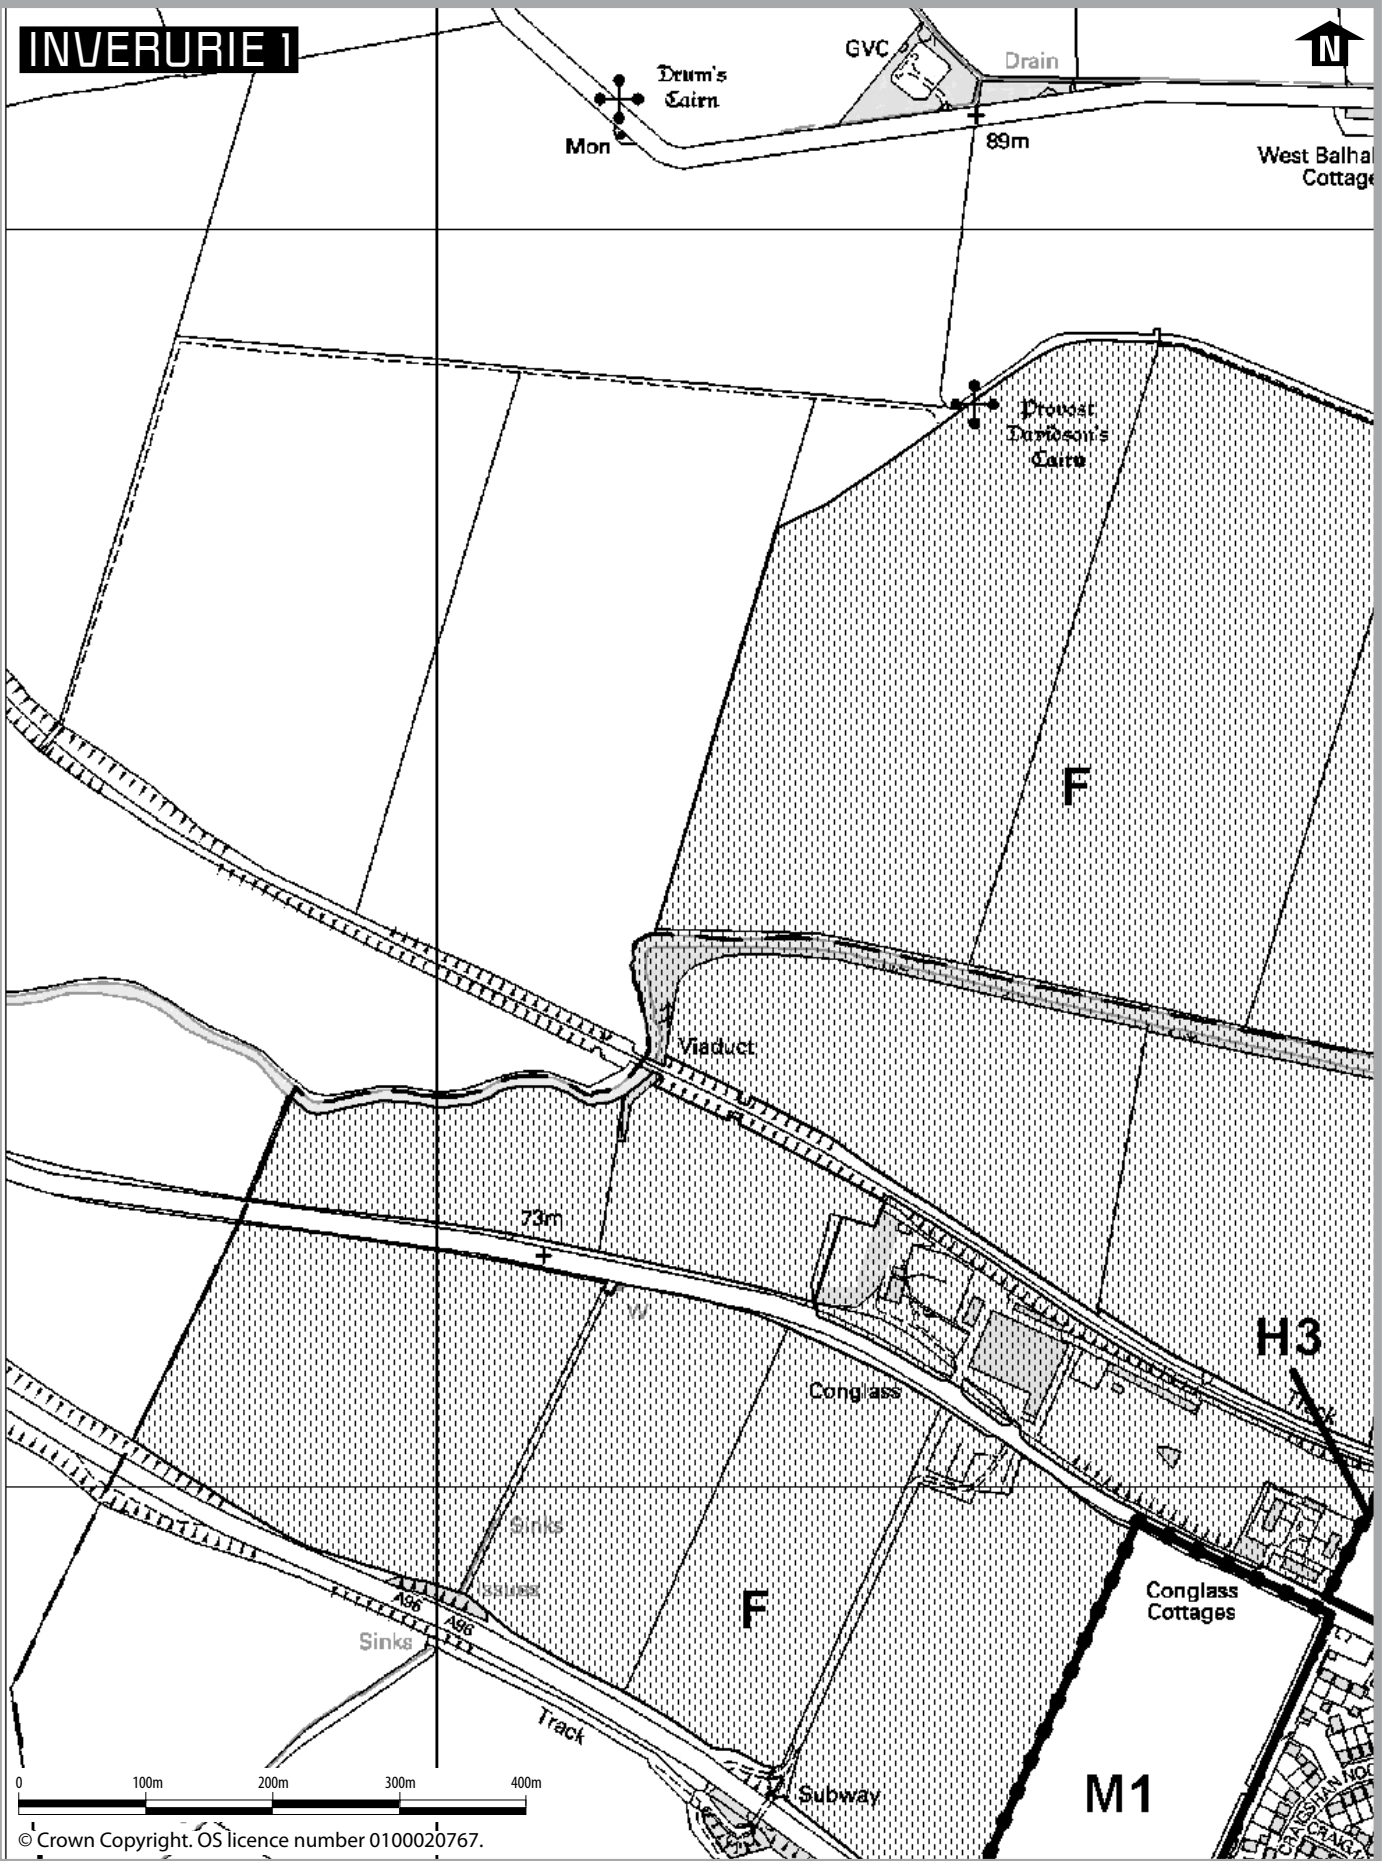 INVERURIE 1
N
GVC
Drain
Drum's
Cairn
Mon
89m
West Balhal
Cottage
Provost
Davidson's
Cairn
F
Viaduct
73m
W
H3
Conglass
Track
Sinks
Issues
A96 A96
Sinks
F
Conglass
Cottages
Track
M1
Subway
0 100m 200m 300m 400m
© Crown Copyright. OS licence number 0100020767.